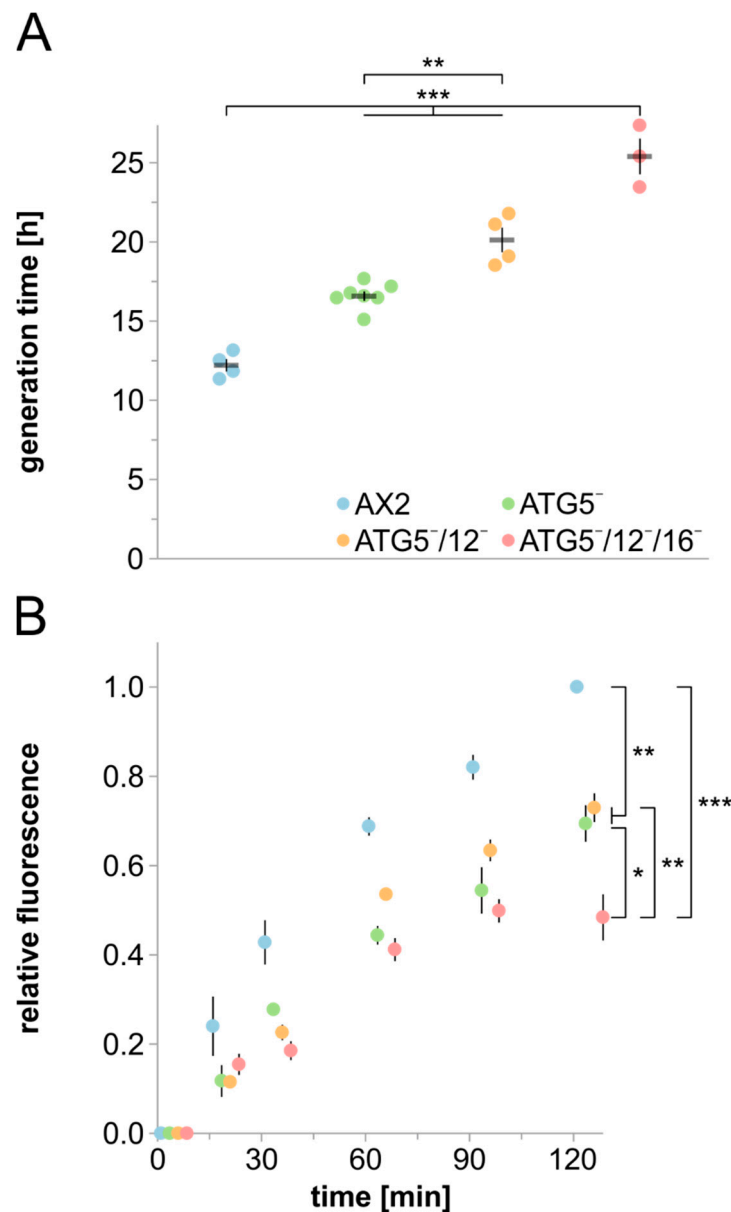 A
**
***
generation time [h]
25
20
15
10
5
0
AX2
ATG5⁻
ATG5⁻/12⁻
ATG5⁻/12⁻/16⁻
B
relative fluorescence
1.0
0.8
0.6
0.4
0.2
0.0
**
***
*
**
0 30 60 90 120
time [min]